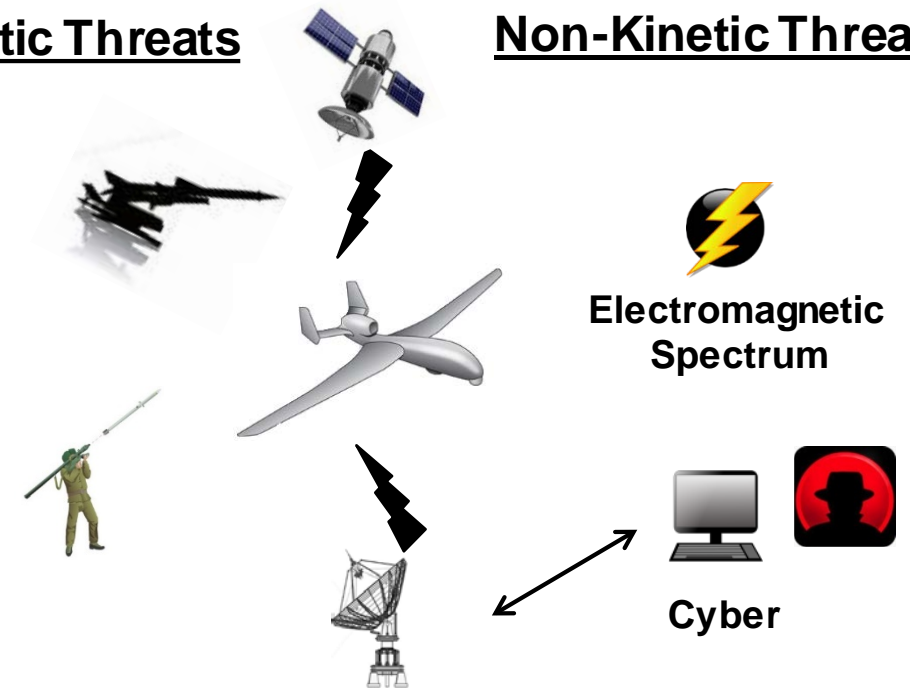 tic Threats
Non-Kinetic Threa
Electromagnetic
Spectrum
Cyber